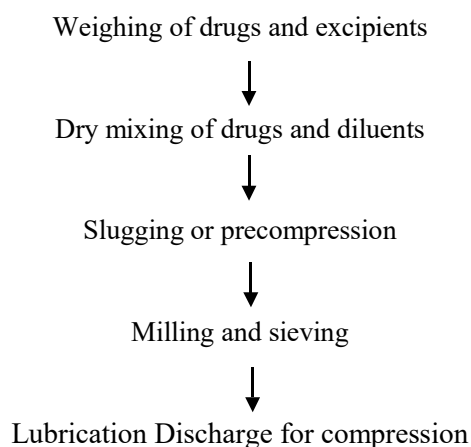 Weighing of drugs and excipients
Dry mixing of drugs and diluents
Slugging or precompression
Milling and sieving
Lubrication Discharge for compression